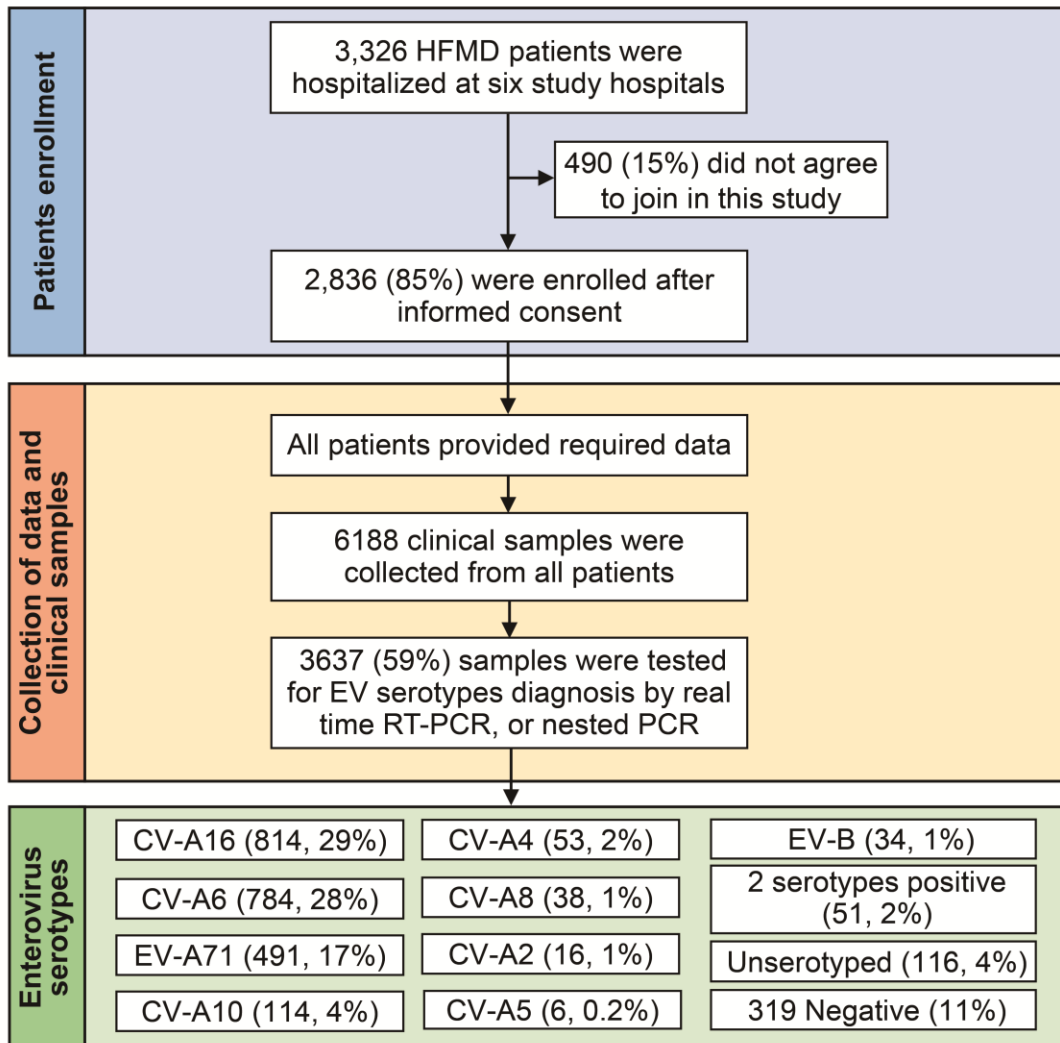 Patients enrollment
3,326 HFMD patients were
hospitalized at six study hospitals
490 (15%) did not agree
to join in this study
2,836 (85%) were enrolled after
informed consent
Collection of data and
clinical samples
All patients provided required data
6188 clinical samples were
collected from all patients
3637 (59%) samples were tested
for EV serotypes diagnosis by real
time RT-PCR, or nested PCR
Enterovirus
serotypes
CV-A16 (814, 29%)
CV-A6 (784, 28%)
EV-A71 (491, 17%)
CV-A10 (114, 4%)
CV-A4 (53, 2%)
CV-A8 (38, 1%)
CV-A2 (16, 1%)
CV-A5 (6, 0.2%)
EV-B (34, 1%)
2 serotypes positive
(51, 2%)
Unserotyped (116, 4%)
319 Negative (11%)